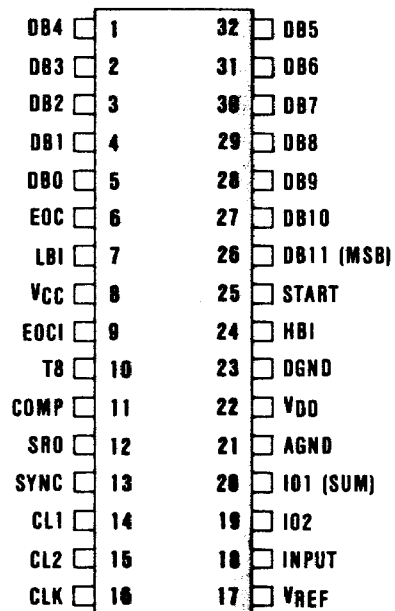 DB4 1 32 DB5
DB3 2 31 DB6
DB2 3 30 DB7
DB1 4 29 DB8
DB0 5 28 DB9
EOC 6 27 DB10
LBI 7 26 DB11 (MSB)
VCC 8 25 START
EOCI 9 24 HBI
T8 10 23 DGND
COMP 11 22 VDD
SRO 12 21 AGND
SYNC 13 20 IO1 (SUM)
CL1 14 19 IO2
CL2 15 18 INPUT
CLK 16 17 VREF